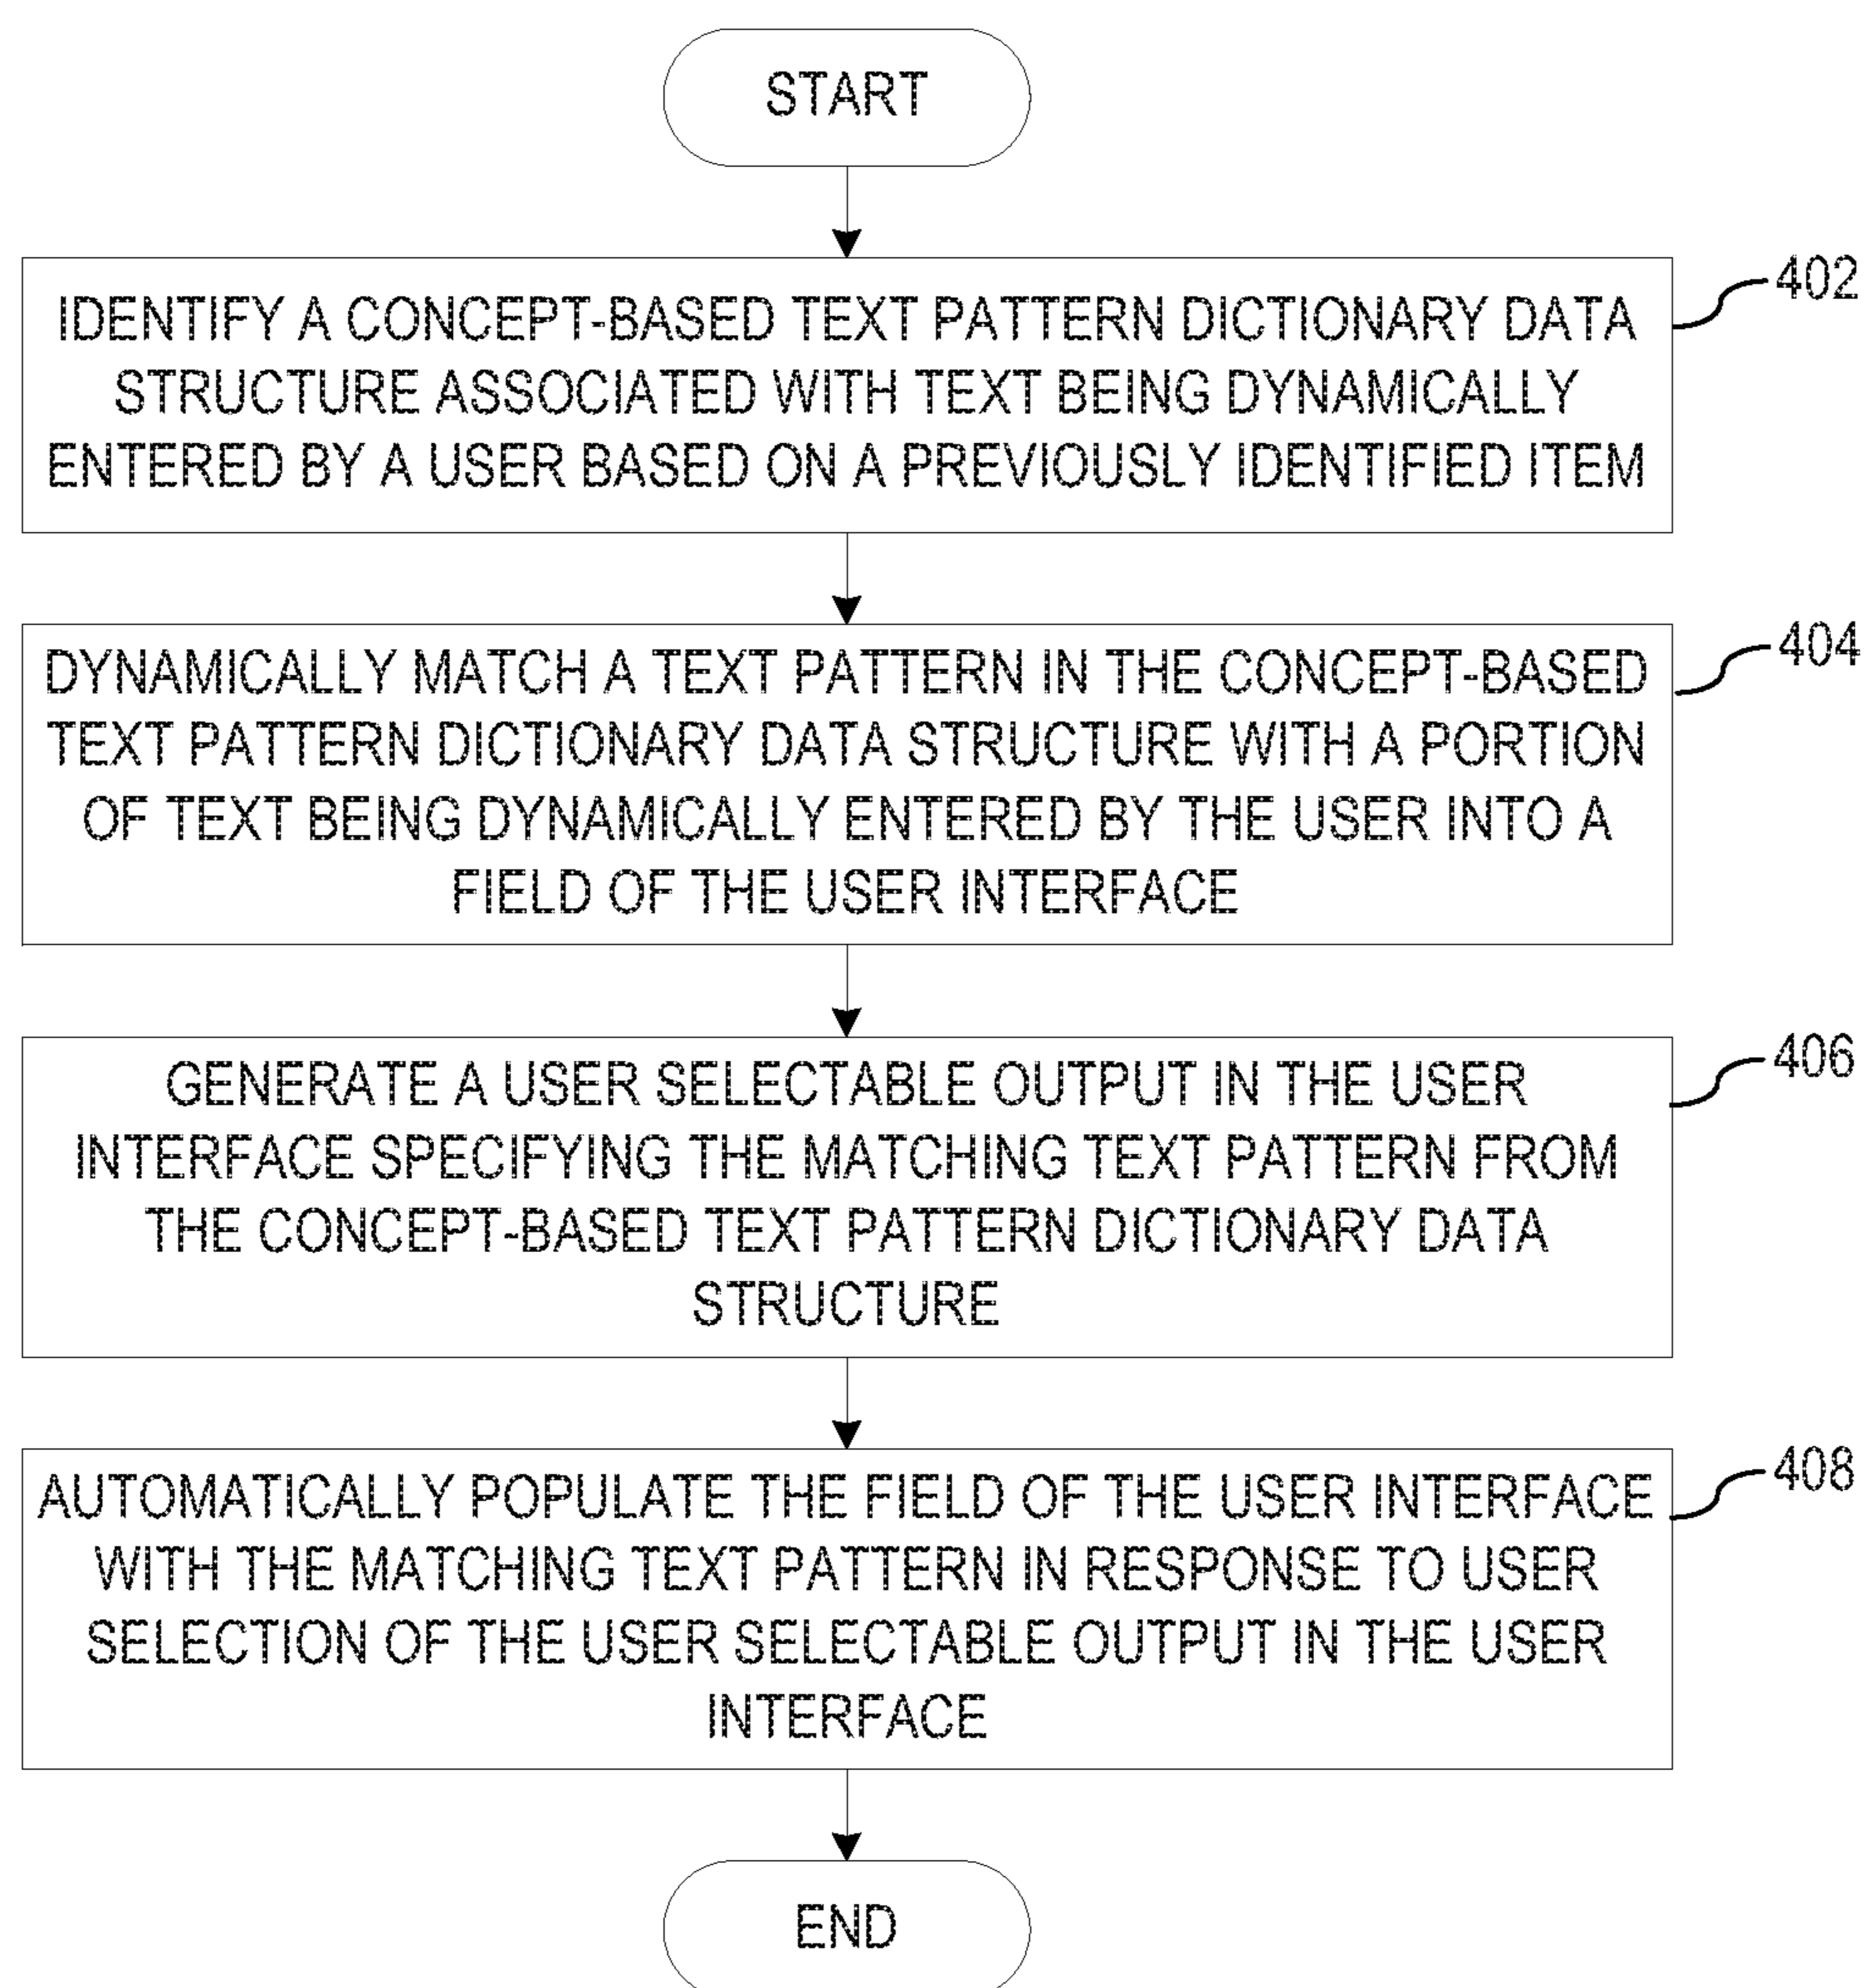 START
IDENTIFY A CONCEPT-BASED TEXT PATTERN DICTIONARY DATA
STRUCTURE ASSOCIATED WITH TEXT BEING DYNAMICALLY
ENTERED BY A USER BASED ON A PREVIOUSLY IDENTIFIED ITEM
402
DYNAMICALLY MATCH A TEXT PATTERN IN THE CONCEPT-BASED
TEXT PATTERN DICTIONARY DATA STRUCTURE WITH A PORTION
OF TEXT BEING DYNAMICALLY ENTERED BY THE USER INTO A
FIELD OF THE USER INTERFACE
404
GENERATE A USER SELECTABLE OUTPUT IN THE USER
INTERFACE SPECIFYING THE MATCHING TEXT PATTERN FROM
THE CONCEPT-BASED TEXT PATTERN DICTIONARY DATA
STRUCTURE
406
AUTOMATICALLY POPULATE THE FIELD OF THE USER INTERFACE
WITH THE MATCHING TEXT PATTERN IN RESPONSE TO USER
SELECTION OF THE USER SELECTABLE OUTPUT IN THE USER
INTERFACE
408
END